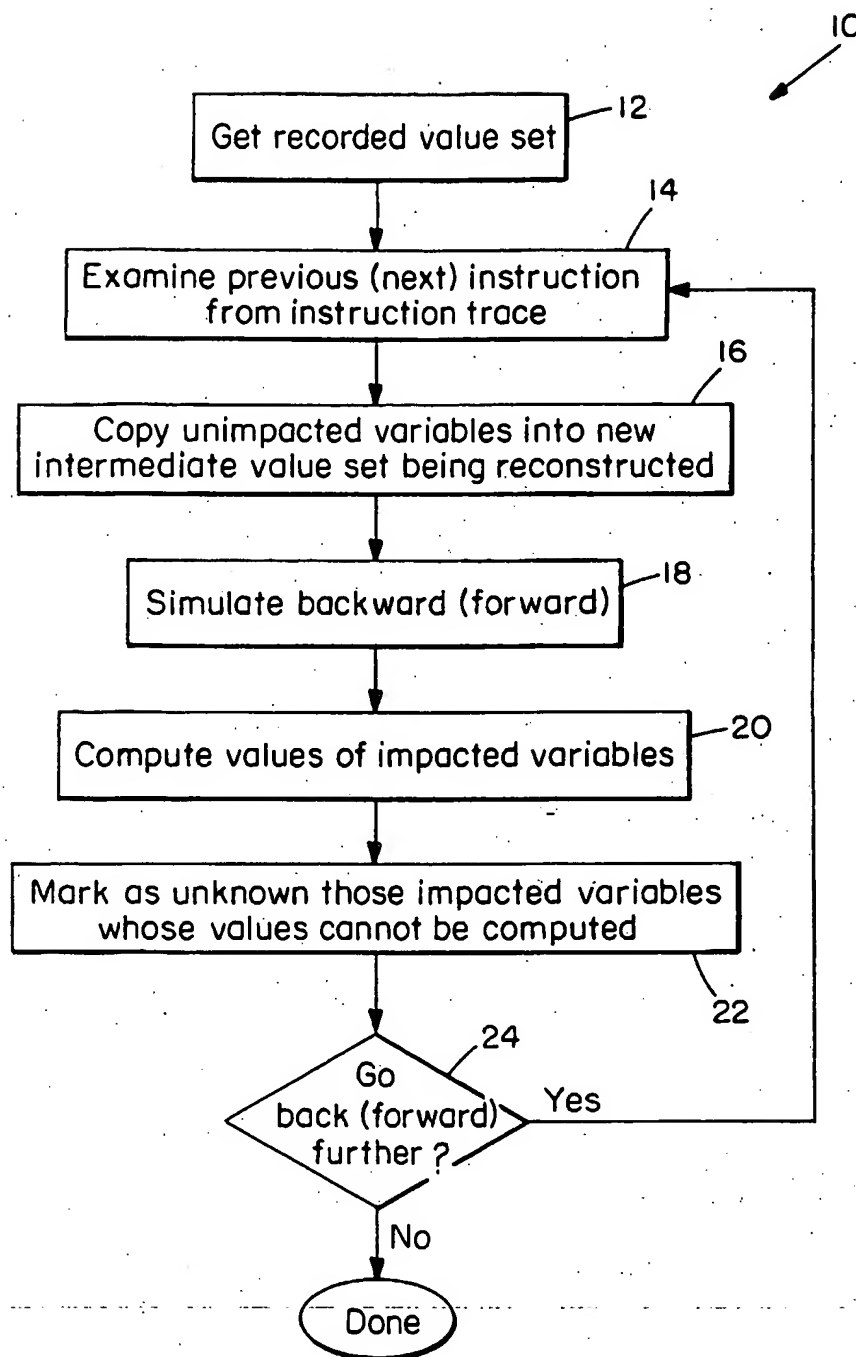 10
Get recorded value set
12
14
Examine previous (next) instruction
from instruction trace
16
Copy unimpacted variables into new
intermediate value set being reconstructed
Simulate backward (forward)
18
Compute values of impacted variables
20
Mark as unknown those impacted variables
whose values cannot be computed
22
24
Go
back (forward)
further?
Yes
No
Done